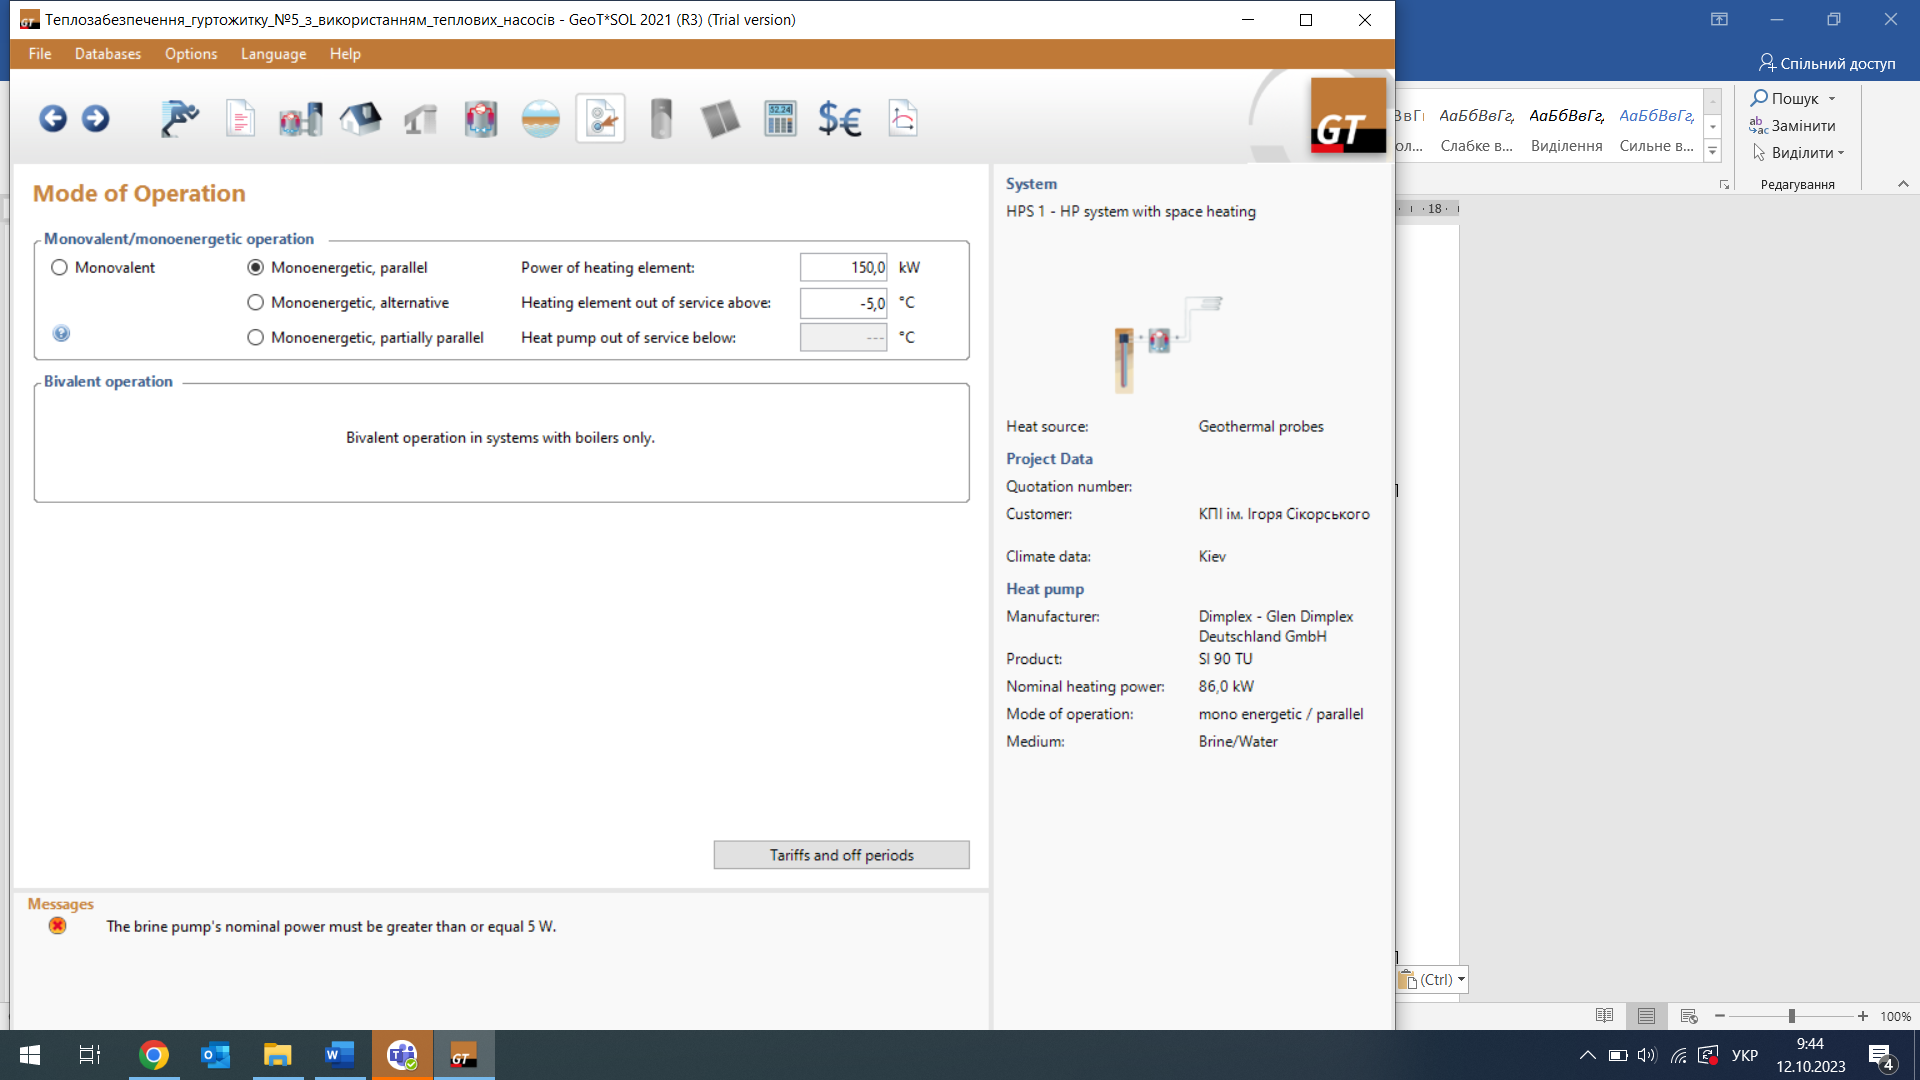 Теплозабезпечення_гуртожитку_№5_з_використанням_теплових_насосів - GeoT*SOL 2021 (R3) (Trial version)
File Databases Options Language Help
GT
Mode of Operation
Monovalent/monoenergetic operation
Monovalent
Monoenergetic, parallel
Power of heating element: 150,0 kW
Monoenergetic, alternative
Heating element out of service above: -5,0 °C
Monoenergetic, partially parallel
Heat pump out of service below: --- °C
Bivalent operation
Bivalent operation in systems with boilers only.
Tariffs and off periods
Messages
The brine pump's nominal power must be greater than or equal 5 W.
System
HPS 1 - HP system with space heating
Heat source: Geothermal probes
Project Data
Quotation number:
Customer: КПІ ім. Ігоря Сікорського
Climate data: Kiev
Heat pump
Manufacturer: Dimplex - Glen Dimplex
Deutschland GmbH
Product: SI 90 TU
Nominal heating power: 86,0 kW
Mode of operation: mono energetic / parallel
Medium: Brine/Water
Спільний доступ
АаБбВвГг, АаБбВвГг, АаБбВвГг,
Слабке в... Виділення Сильне в...
Пошук
Замінити
Виділити
Редагування
18
(Ctrl)
100%
52.24
$€
УКР
9:44
12.10.2023
4